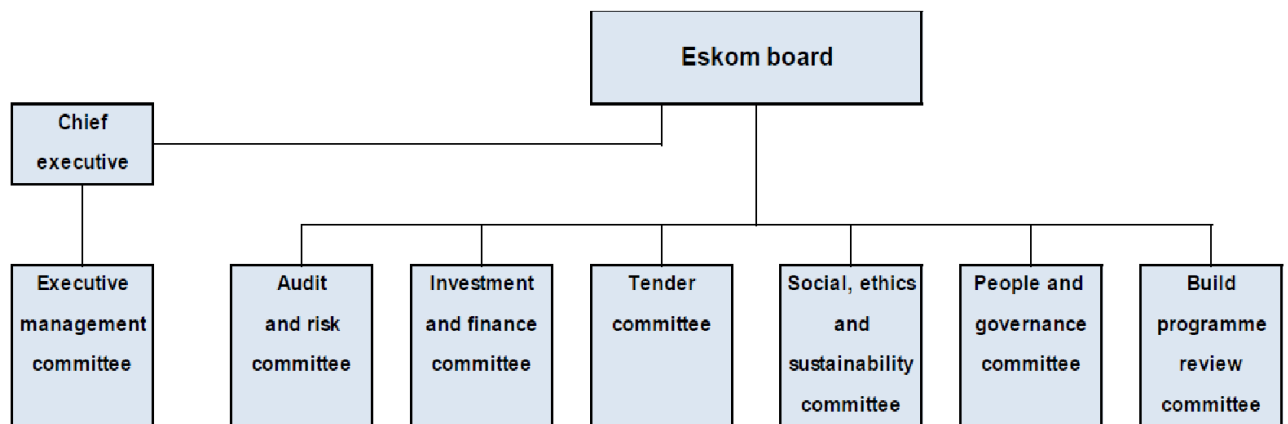 Eskom board
Chief
executive
Executive
management
committee
Audit
and risk
committee
Investment
and finance
committee
Tender
committee
Social, ethics
and
sustainability
committee
People and
governance
committee
Build
programme
review
committee